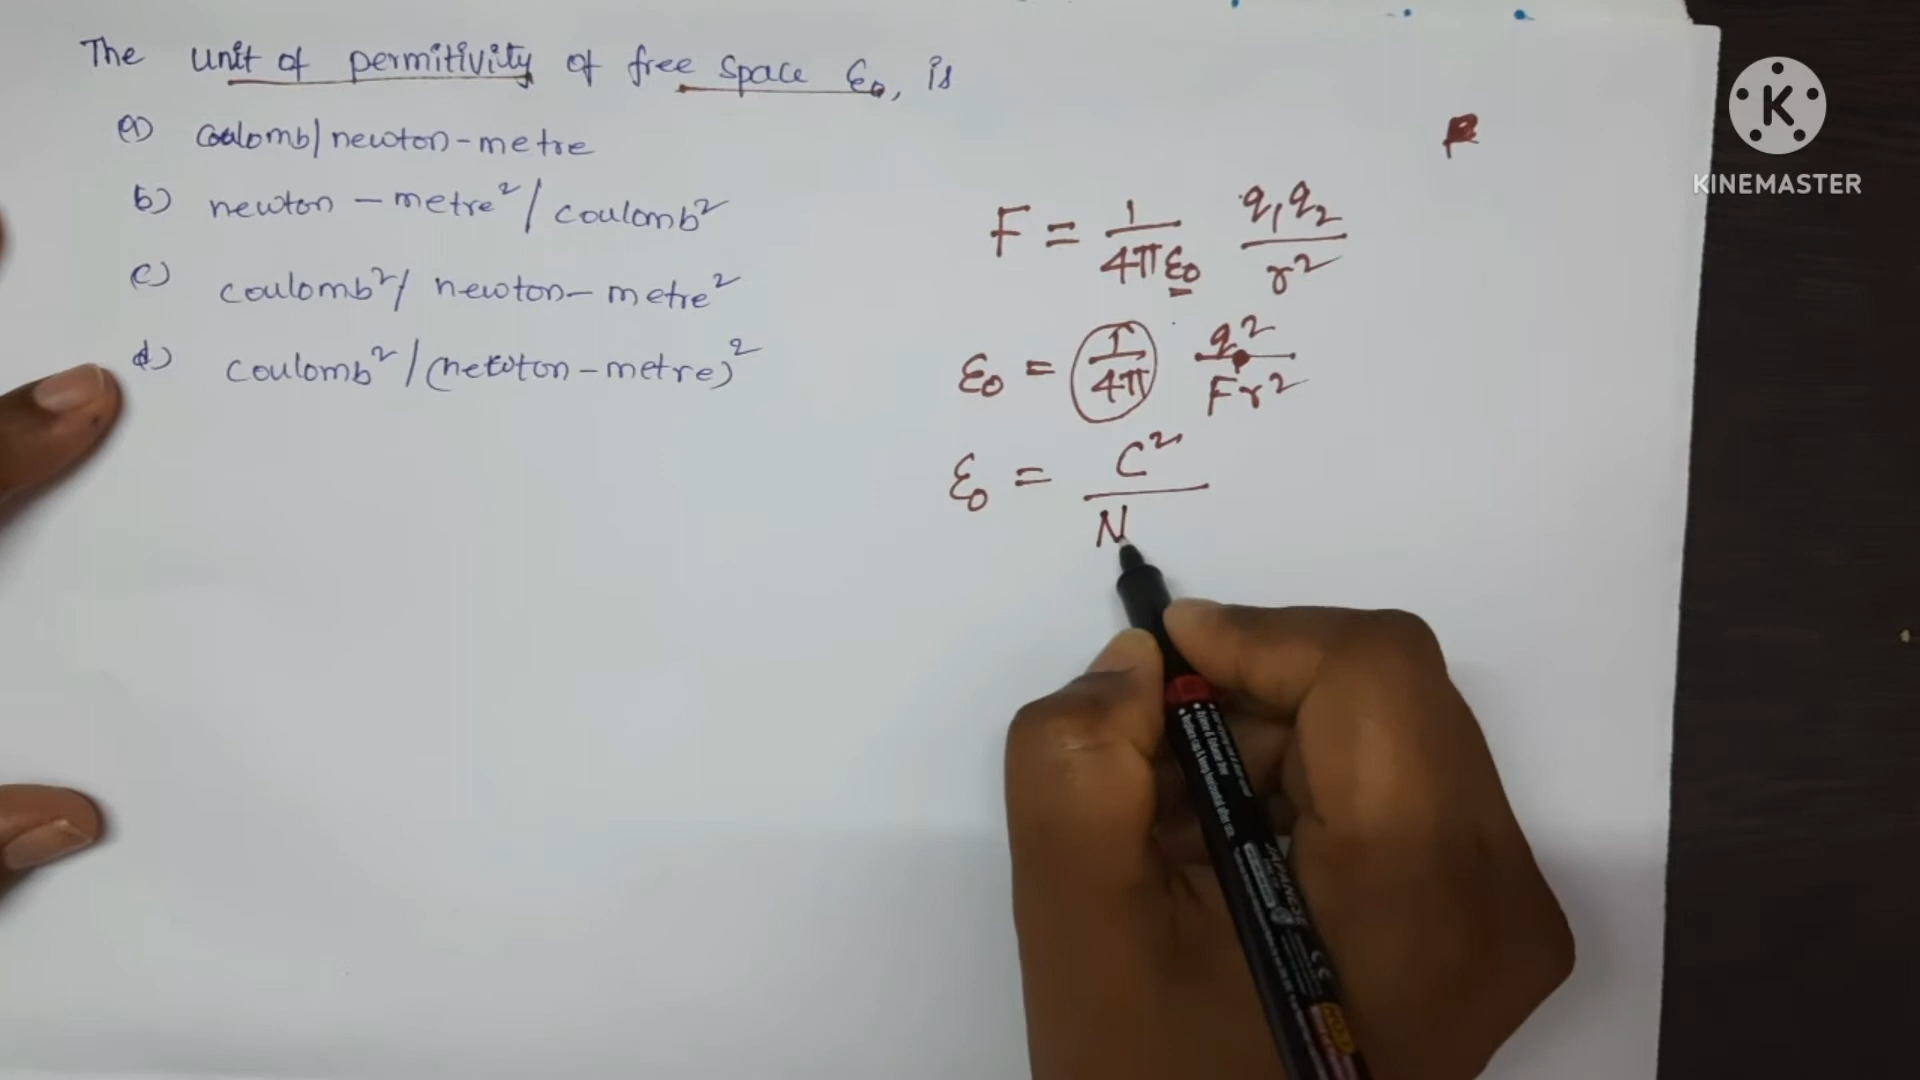 The unit of permitivity of free space ε₀, is
a) coulomb/newton-metre
b) newton - metre²/coulomb²
c) coulomb²/ newton - metre²
d) coulomb²/(newton - metre)²
F = 1/4πε₀ q₁q₂/r²
ε₀ = 1/4π q²/Fr²
ε₀ = C²/N
K
KINEMASTER
JAPANESE